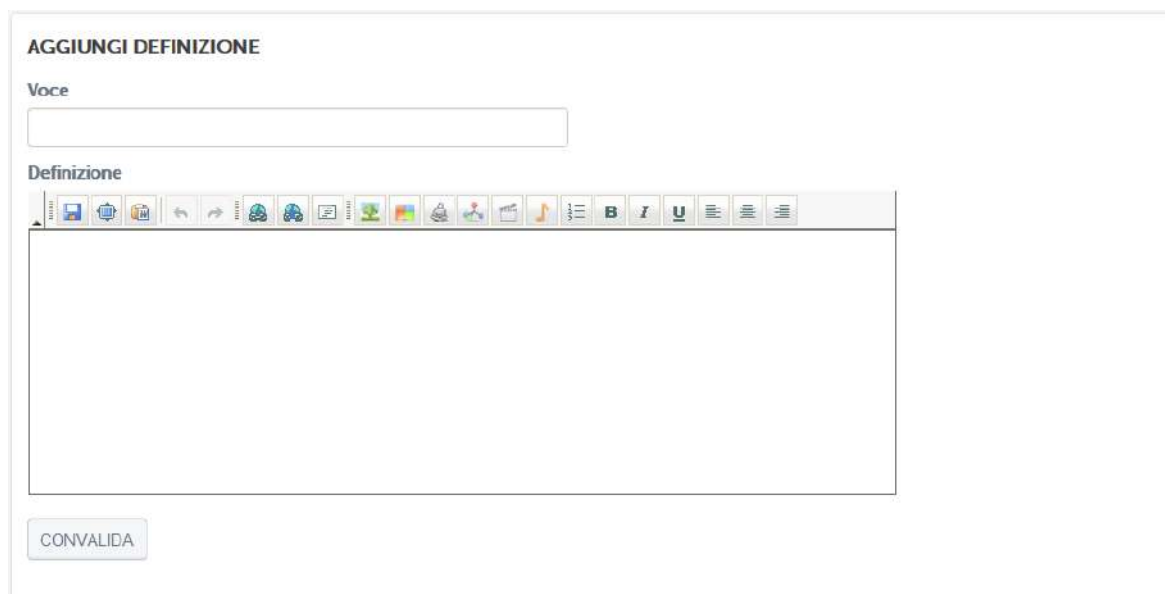 AGGIUNGI DEFINIZIONE
Voce
Definizione
B I U
CONVALIDA